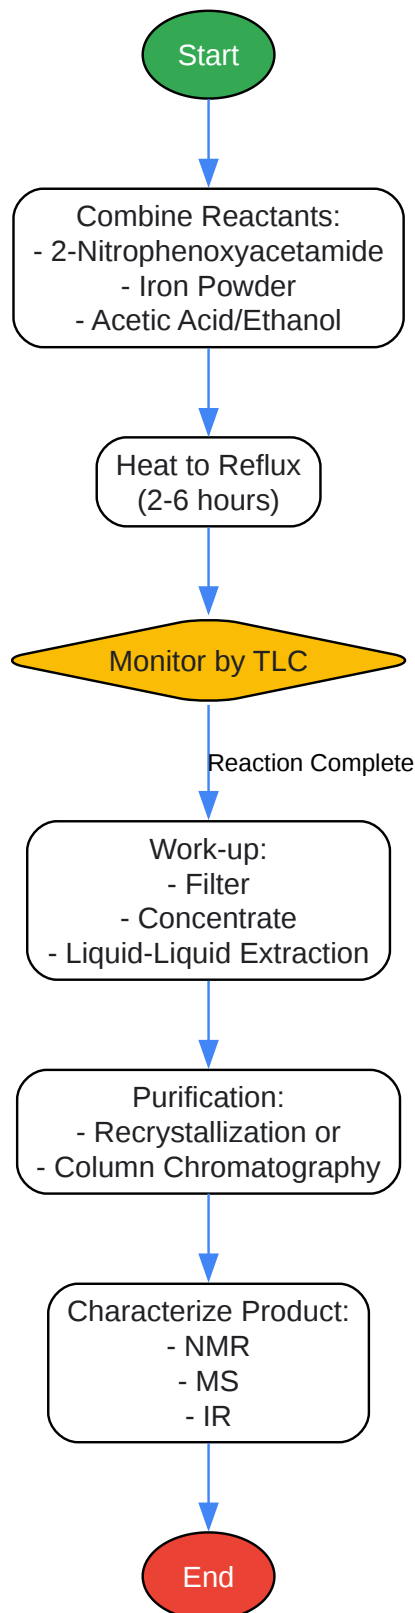 Start
Combine Reactants:
- 2-Nitrophenoxyacetamide
- Iron Powder
- Acetic Acid/Ethanol
Heat to Reflux
(2-6 hours)
Monitor by TLC
Reaction Complete
Work-up:
- Filter
- Concentrate
- Liquid-Liquid Extraction
Purification:
- Recrystallization or
- Column Chromatography
Characterize Product:
- NMR
- MS
- IR
End